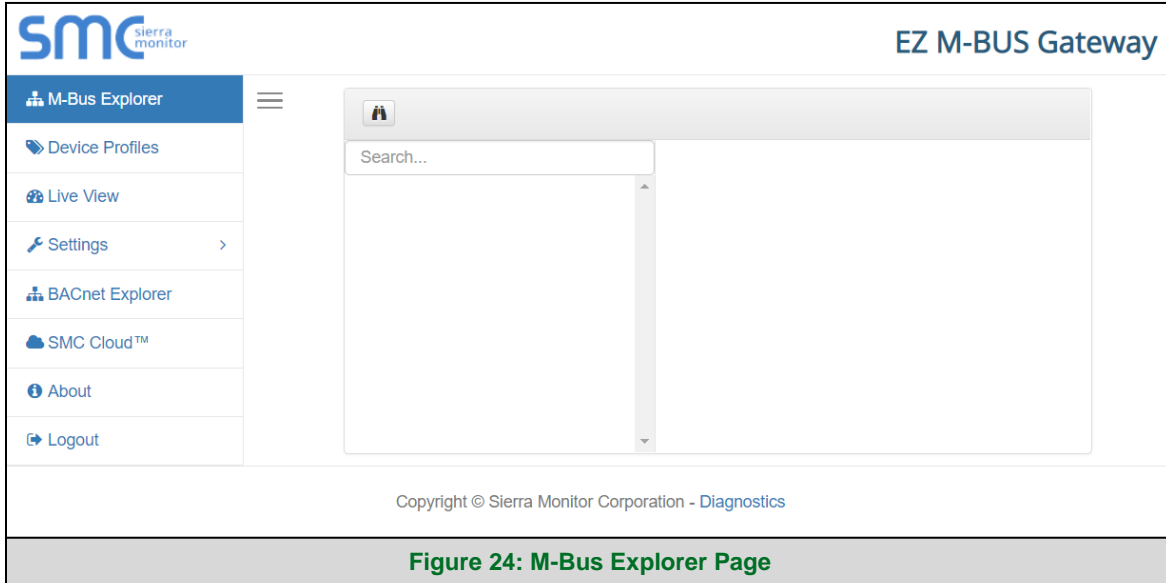 SMC sierra monitor
EZ M-BUS Gateway
M-Bus Explorer
Device Profiles
Live View
Settings
BACnet Explorer
SMC Cloud™
About
Logout
Search...
Copyright © Sierra Monitor Corporation - Diagnostics
Figure 24: M-Bus Explorer Page